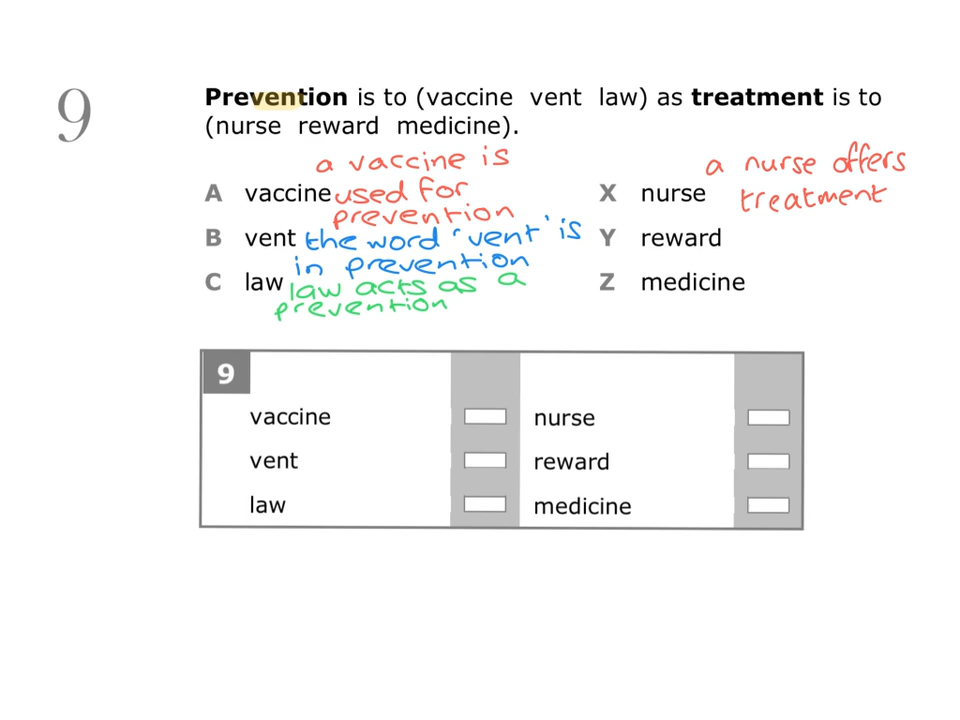 9
Prevention is to (vaccine vent law) as treatment is to
(nurse reward medicine).
a vaccine is
used for
prevention
a nurse offers
treatment
A vaccine
X nurse
B vent
the word 'vent' is
in prevention
Y reward
C law
law acts as a
prevention
Z medicine
9
vaccine
nurse
vent
reward
law
medicine